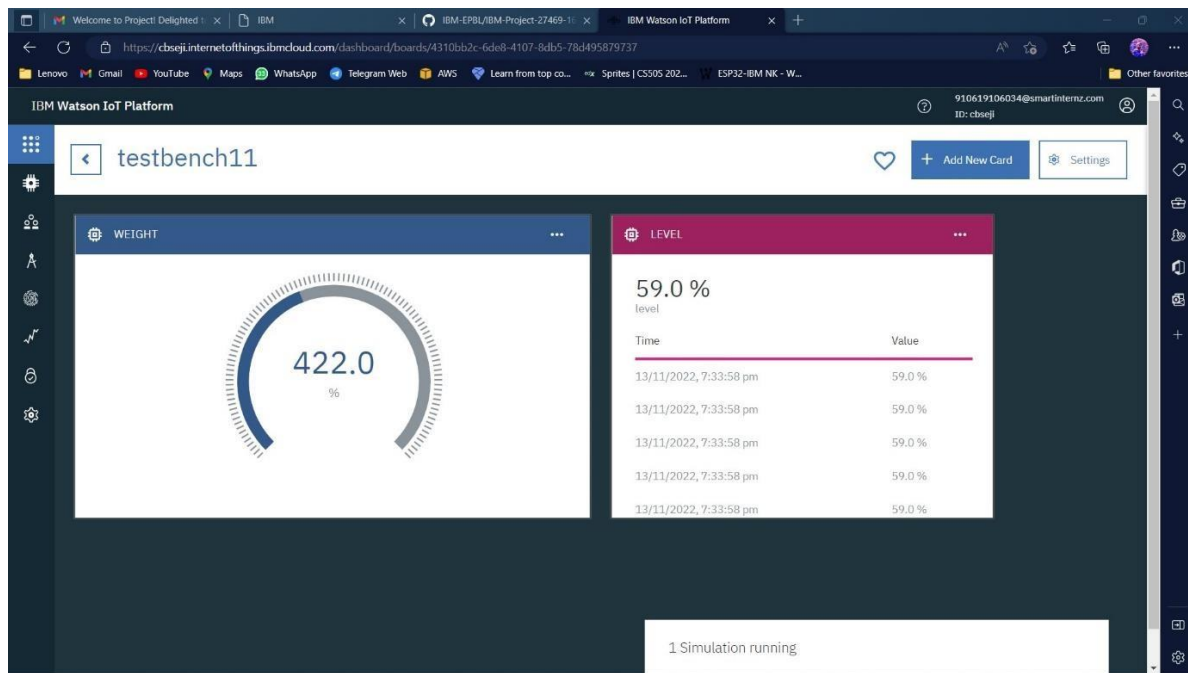 Welcome to Project! Delighted t
IBM
IBM-EPBL/IBM-Project-27469-16
IBM Watson IoT Platform
https://cbseji.internetofthings.ibmcloud.com/dashboard/boards/4310bb2c-6de8-4107-8db5-78d495879737
Lenovo Gmail YouTube Maps WhatsApp Telegram Web AWS Learn from top co... Sprites | CS50S 202... ESP32-IBM NK - W... Other favorites
IBM Watson IoT Platform
910619106034@smartinternz.com
ID: cbseji
testbench11
Add New Card
Settings
WEIGHT
422.0
%
LEVEL
59.0 %
level
Time Value
13/11/2022, 7:33:58 pm 59.0 %
13/11/2022, 7:33:58 pm 59.0 %
13/11/2022, 7:33:58 pm 59.0 %
13/11/2022, 7:33:58 pm 59.0 %
13/11/2022, 7:33:58 pm 59.0 %
1 Simulation running